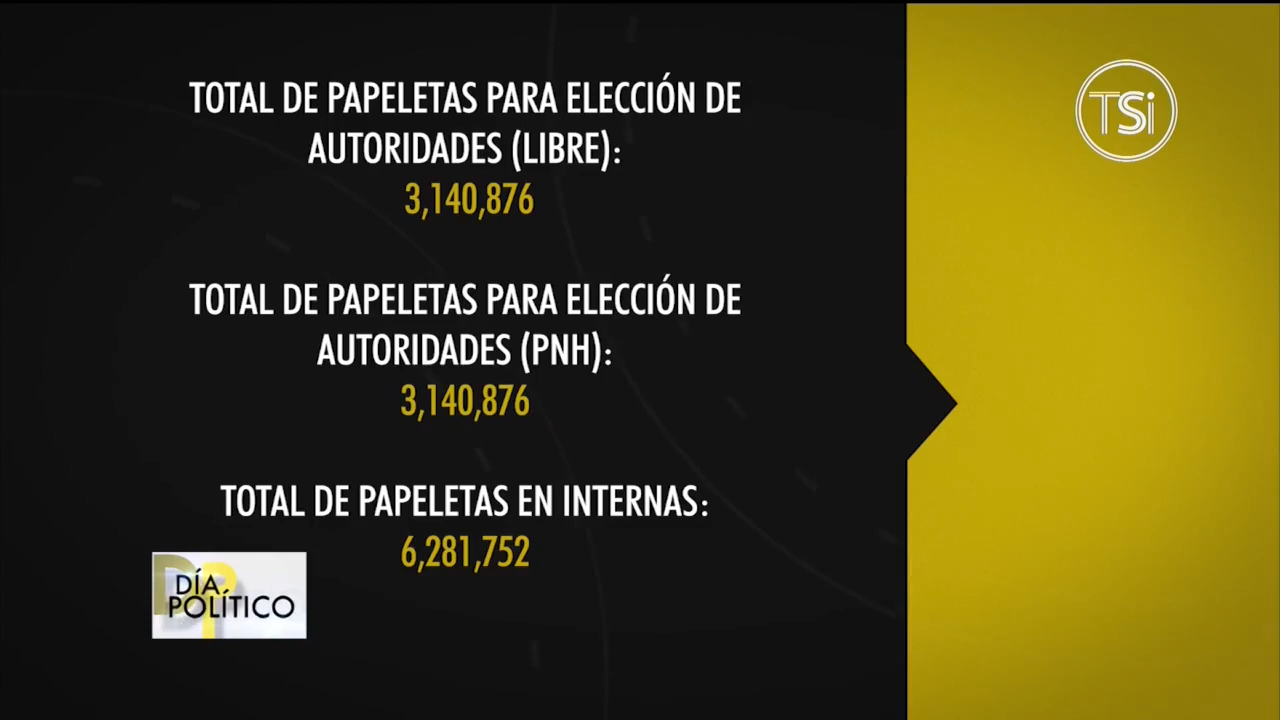 TOTAL DE PAPELETAS PARA ELECCIÓN DE
AUTORIDADES (LIBRE):
3,140,876
TOTAL DE PAPELETAS PARA ELECCIÓN DE
AUTORIDADES (PNH):
3,140,876
TOTAL DE PAPELETAS EN INTERNAS:
6,281,752
TSi
DP
DÍA
POLÍTICO